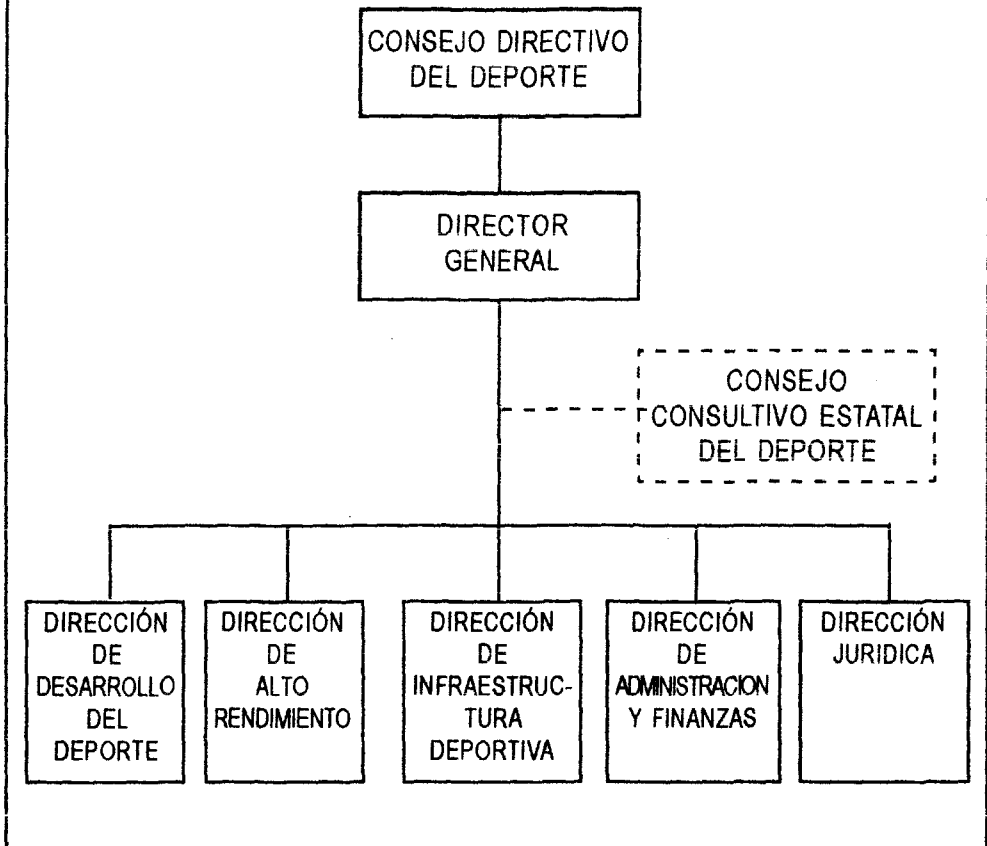 CONSEJO DIRECTIVO
DEL DEPORTE
DIRECTOR
GENERAL
CONSEJO
CONSULTIVO ESTATAL
DEL DEPORTE
DIRECCIÓN
DE
DESARROLLO
DEL
DEPORTE
DIRECCIÓN
DE
ALTO
RENDIMIENTO
DIRECCIÓN
DE
INFRAESTRUC-
TURA
DEPORTIVA
DIRECCIÓN
DE
ADMINISTRACION
Y FINANZAS
DIRECCIÓN
JURIDICA